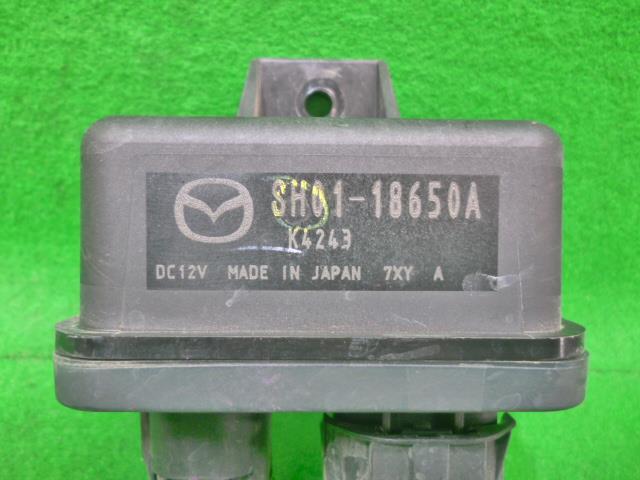 SH01-18650A
K4243
DC12V MADE IN JAPAN 7XY A